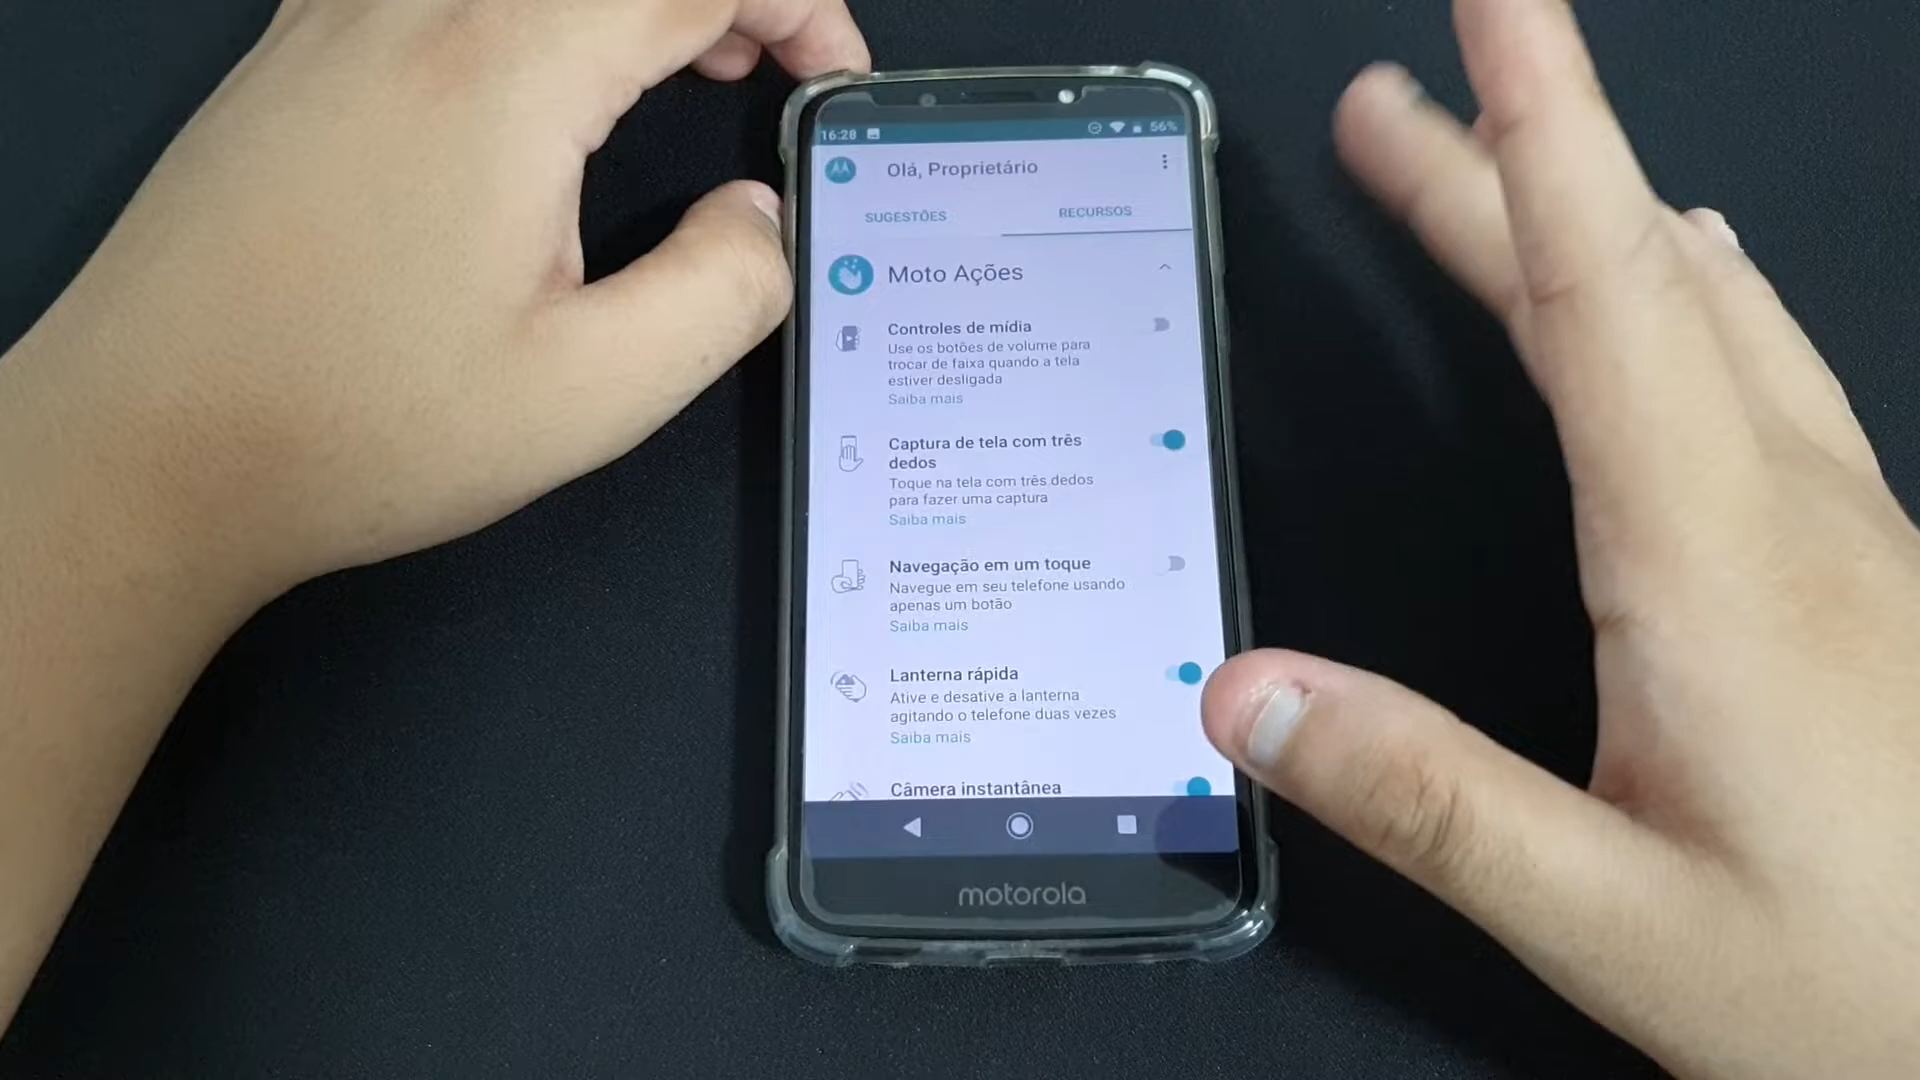 16:28
56%
Olá, Proprietário
SUGESTÕES
RECURSOS
Moto Ações
Controles de mídia
Use os botões de volume para
trocar de faixa quando a tela
estiver desligada
Saiba mais
Captura de tela com três
dedos
Toque na tela com três dedos
para fazer uma captura
Saiba mais
Navegação em um toque
Navegue em seu telefone usando
apenas um botão
Saiba mais
Lanterna rápida
Ative e desative a lanterna
agitando o telefone duas vezes
Saiba mais
Câmera instantânea
motorola